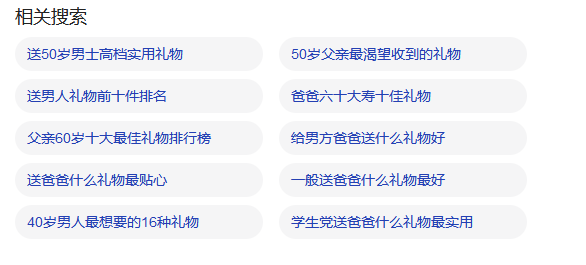 相关搜索
送50岁男士高档实用礼物
50岁父亲最渴望收到的礼物
送男人礼物前十件排名
爸爸六十大寿十佳礼物
父亲60岁十大最佳礼物排行榜
给男方爸爸送什么礼物好
送爸爸什么礼物最贴心
一般送爸爸什么礼物最好
40岁男人最想要的16种礼物
学生党送爸爸什么礼物最实用